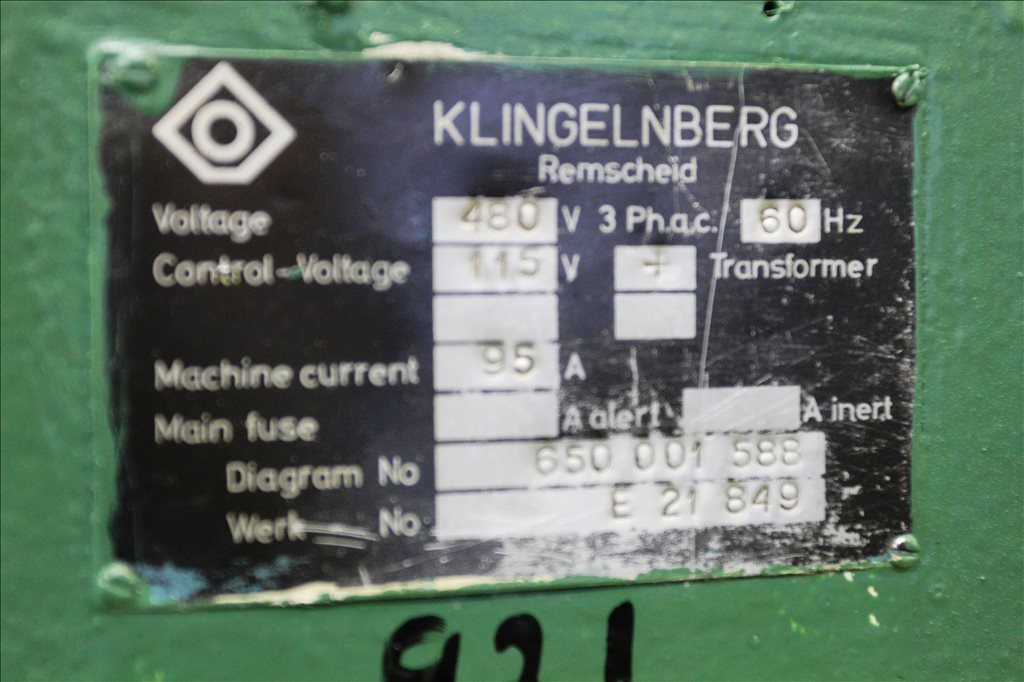 KLINGELNBERG
Remscheid
Voltage 480 V 3 Ph.a.c. 60 Hz
Control-Voltage 115 V + Transformer
Machine current 95 A
Main fuse A alert A inert
Diagram No 650 001 588
Werk No E 21 849
921